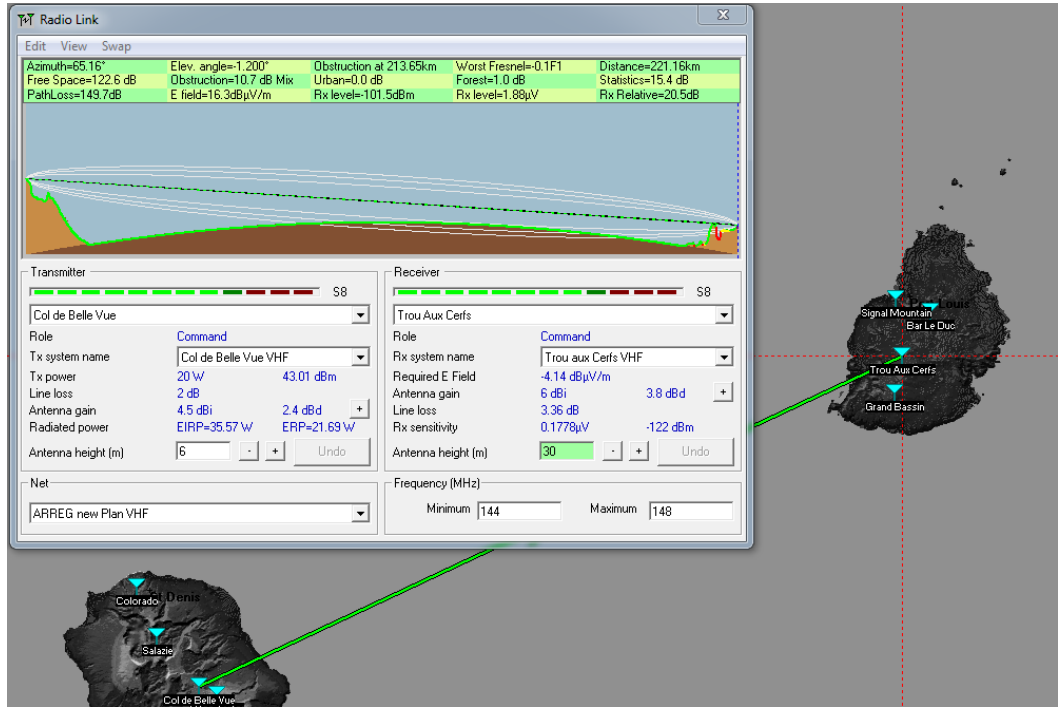 Radio Link
Edit View Swap
Azimuth=65.16° Elev. angle=-1.200° Obstruction at 213.65km Worst Fresnel=-0.1F1 Distance=221.16km
Free Space=122.6 dB Obstruction=10.7 dB Mix Urban=0.0 dB Forest=1.0 dB Statistics=15.4 dB
PathLoss=149.7dB E field=16.3dBµV/m Rx level=-101.5dBm Rx level=1.88µV Rx Relative=20.5dB
Transmitter
S8
Col de Belle Vue
Role Command
Tx system name Col de Belle Vue VHF
Tx power 20 W 43.01 dBm
Line loss 2 dB
Antenna gain 4.5 dBi 2.4 dBd +
Radiated power EIRP=35.57 W ERP=21.69 W
Antenna height (m) 6 - + Undo
Net
ARREG new Plan VHF
Receiver
S8
Trou Aux Cerfs
Role Command
Rx system name Trou aux Cerfs VHF
Required E Field -4.14 dBµV/m
Antenna gain 6 dBi 3.8 dBd +
Line loss 3.36 dB
Rx sensitivity 0.1778µV -122 dBm
Antenna height (m) 30 - + Undo
Frequency (MHz)
Minimum 144 Maximum 148
Louis
Signal Mountain
Bar Le Duc
Trou Aux Cerfs
Grand Bassin
Colorado
Denis
Salazie
Col de Belle Vue